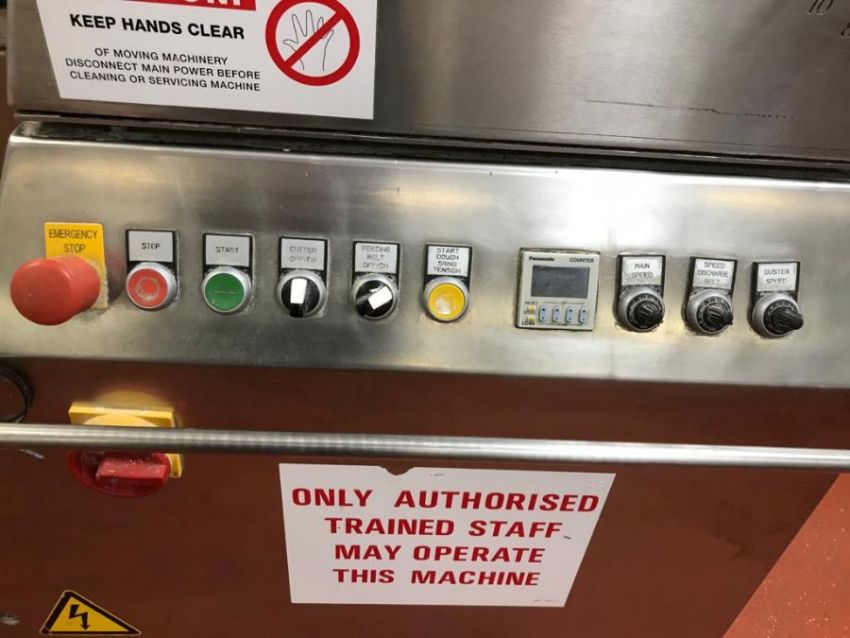 KEEP HANDS CLEAR
OF MOVING MACHINERY
DISCONNECT MAIN POWER BEFORE
CLEANING OR SERVICING MACHINE
EMERGENCY
STOP
STOP
START
CUTTER
OFF/ON
FEEDING
BELT
OFF/ON
START
DOUGH
BRING
TENSION
Panasonic COUNTER
RESET
MAIN
SPEED
SPEED
DISCHARGE
BELT
DUSTER
SPEED
ONLY AUTHORISED
TRAINED STAFF
MAY OPERATE
THIS MACHINE